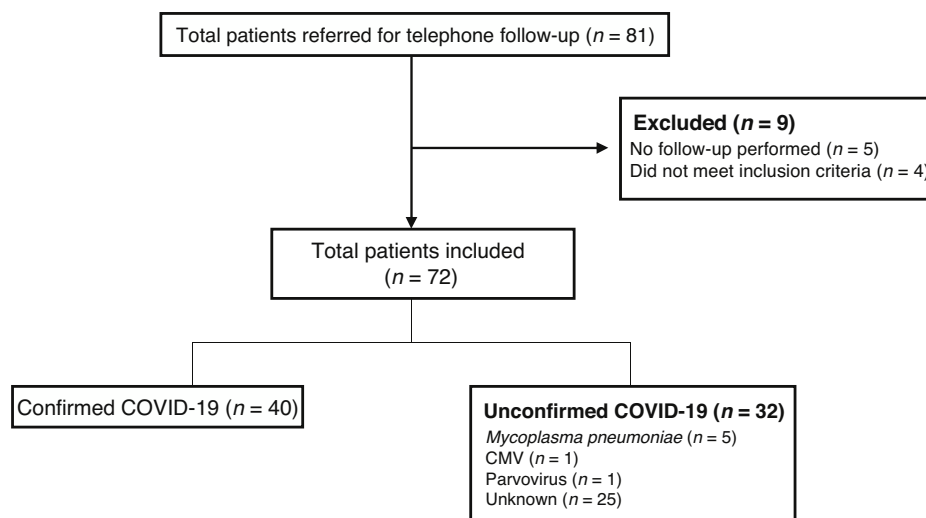 Total patients referred for telephone follow-up (n = 81)
Excluded (n = 9)
No follow-up performed (n = 5)
Did not meet inclusion criteria (n = 4)
Total patients included
(n = 72)
Confirmed COVID-19 (n = 40)
Unconfirmed COVID-19 (n = 32)
Mycoplasma pneumoniae (n = 5)
CMV (n = 1)
Parvovirus (n = 1)
Unknown (n = 25)